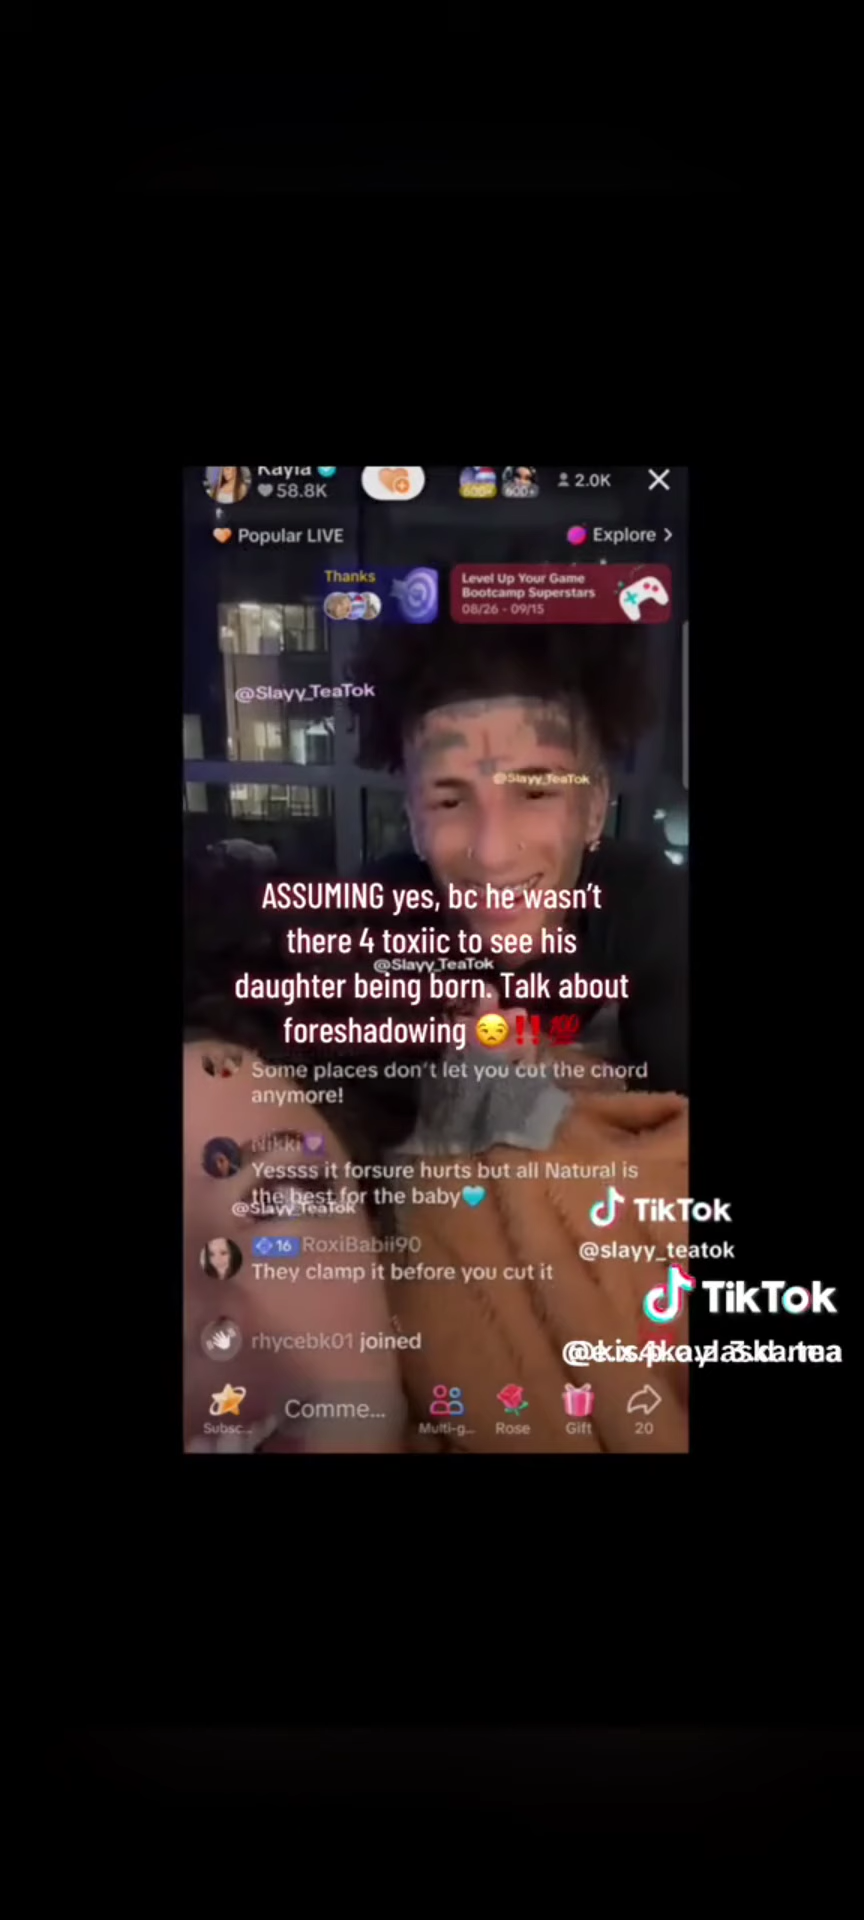 Kayla
58.8K
2.0K
600+
600+
Popular LIVE
Explore >
Thanks
Level Up Your Game
Bootcamp Superstars
08/26 - 09/15
@Slayy_TeaTok
@Slayy_TeaTok
ASSUMING yes, bc he wasn't
there 4 toxiic to see his
@Slayy_TeaTok
daughter being born. Talk about
foreshadowing 😒‼️💯
Some places don't let you cut the chord
anymore!
Nikki💜
Yessss it forsure hurts but all Natural is
the best for the baby🩵
@Slayy_TeaTok
TikTok
@slayy_teatok
16 RoxiBabii90
They clamp it before you cut it
TikTok
rhycebk01 joined
Comme...
Subsc...
Multi-g...
Rose
Gift
20